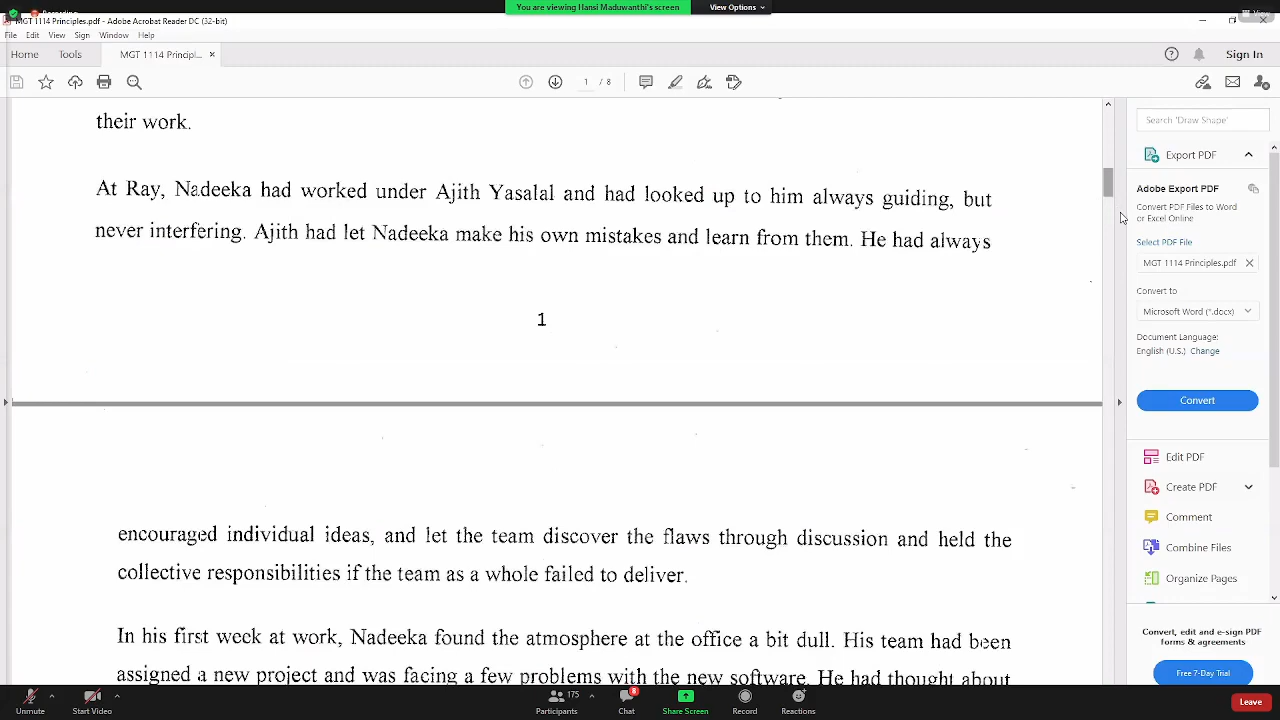 You are viewing Hansi Maduwanthi's screen
View Options
View
MGT 1114 Principles.pdf - Adobe Acrobat Reader DC (32-bit)
File Edit View Sign Window Help
Home Tools MGT 1114 Principl... ×
Sign In
1 / 8
their work.
At Ray, Nadeeka had worked under Ajith Yasalal and had looked up to him always guiding, but
never interfering. Ajith had let Nadeeka make his own mistakes and learn from them. He had always
1
encouraged individual ideas, and let the team discover the flaws through discussion and held the
collective responsibilities if the team as a whole failed to deliver.
In his first week at work, Nadeeka found the atmosphere at the office a bit dull. His team had been
assigned a new project and was facing a few problems with the new software. He had thought about
Search 'Draw Shape'
Export PDF
Adobe Export PDF
Convert PDF Files to Word
or Excel Online
Select PDF File
MGT 1114 Principles.pdf
Convert to
Microsoft Word (*.docx)
Document Language:
English (U.S.) Change
Convert
Edit PDF
Create PDF
Comment
Combine Files
Organize Pages
Convert, edit and e-sign PDF
forms & agreements
Free 7-Day Trial
Unmute
Start Video
175
Participants
8
Chat
Share Screen
Record
Reactions
Leave